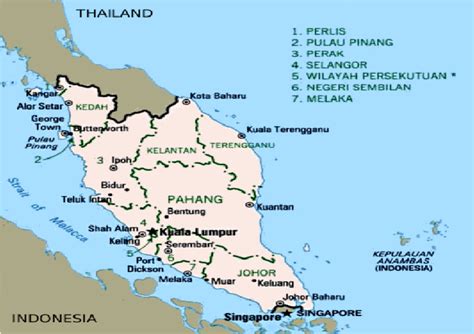 THAILAND
1. PERLIS
2. PULAU PINANG
3. PERAK
4. SELANGOR
5. WILAYAH PERSEKUTUAN *
6. NEGERI SEMBILAN
7. MELAKA
1
Kangar
Alor Setar
KEDAH
Kota Baharu
George
Town
Butterworth
Pulau
Pinang
2
Kuala Terengganu
KELANTAN
TERENGGANU
3
Ipoh
Bidur
Teluk Intan
PAHANG
Bentung
Kuantan
Strait of Malacca
Shah Alam
4
5
Kuala-Lumpur
Kelang
Seremban
6
Port
Dickson
7
Melaka
Muar
JOHOR
Keluang
KEPULAUAN
ANAMBAS
(INDONESIA)
Johor Baharu
INDONESIA
Singapore
SINGAPORE